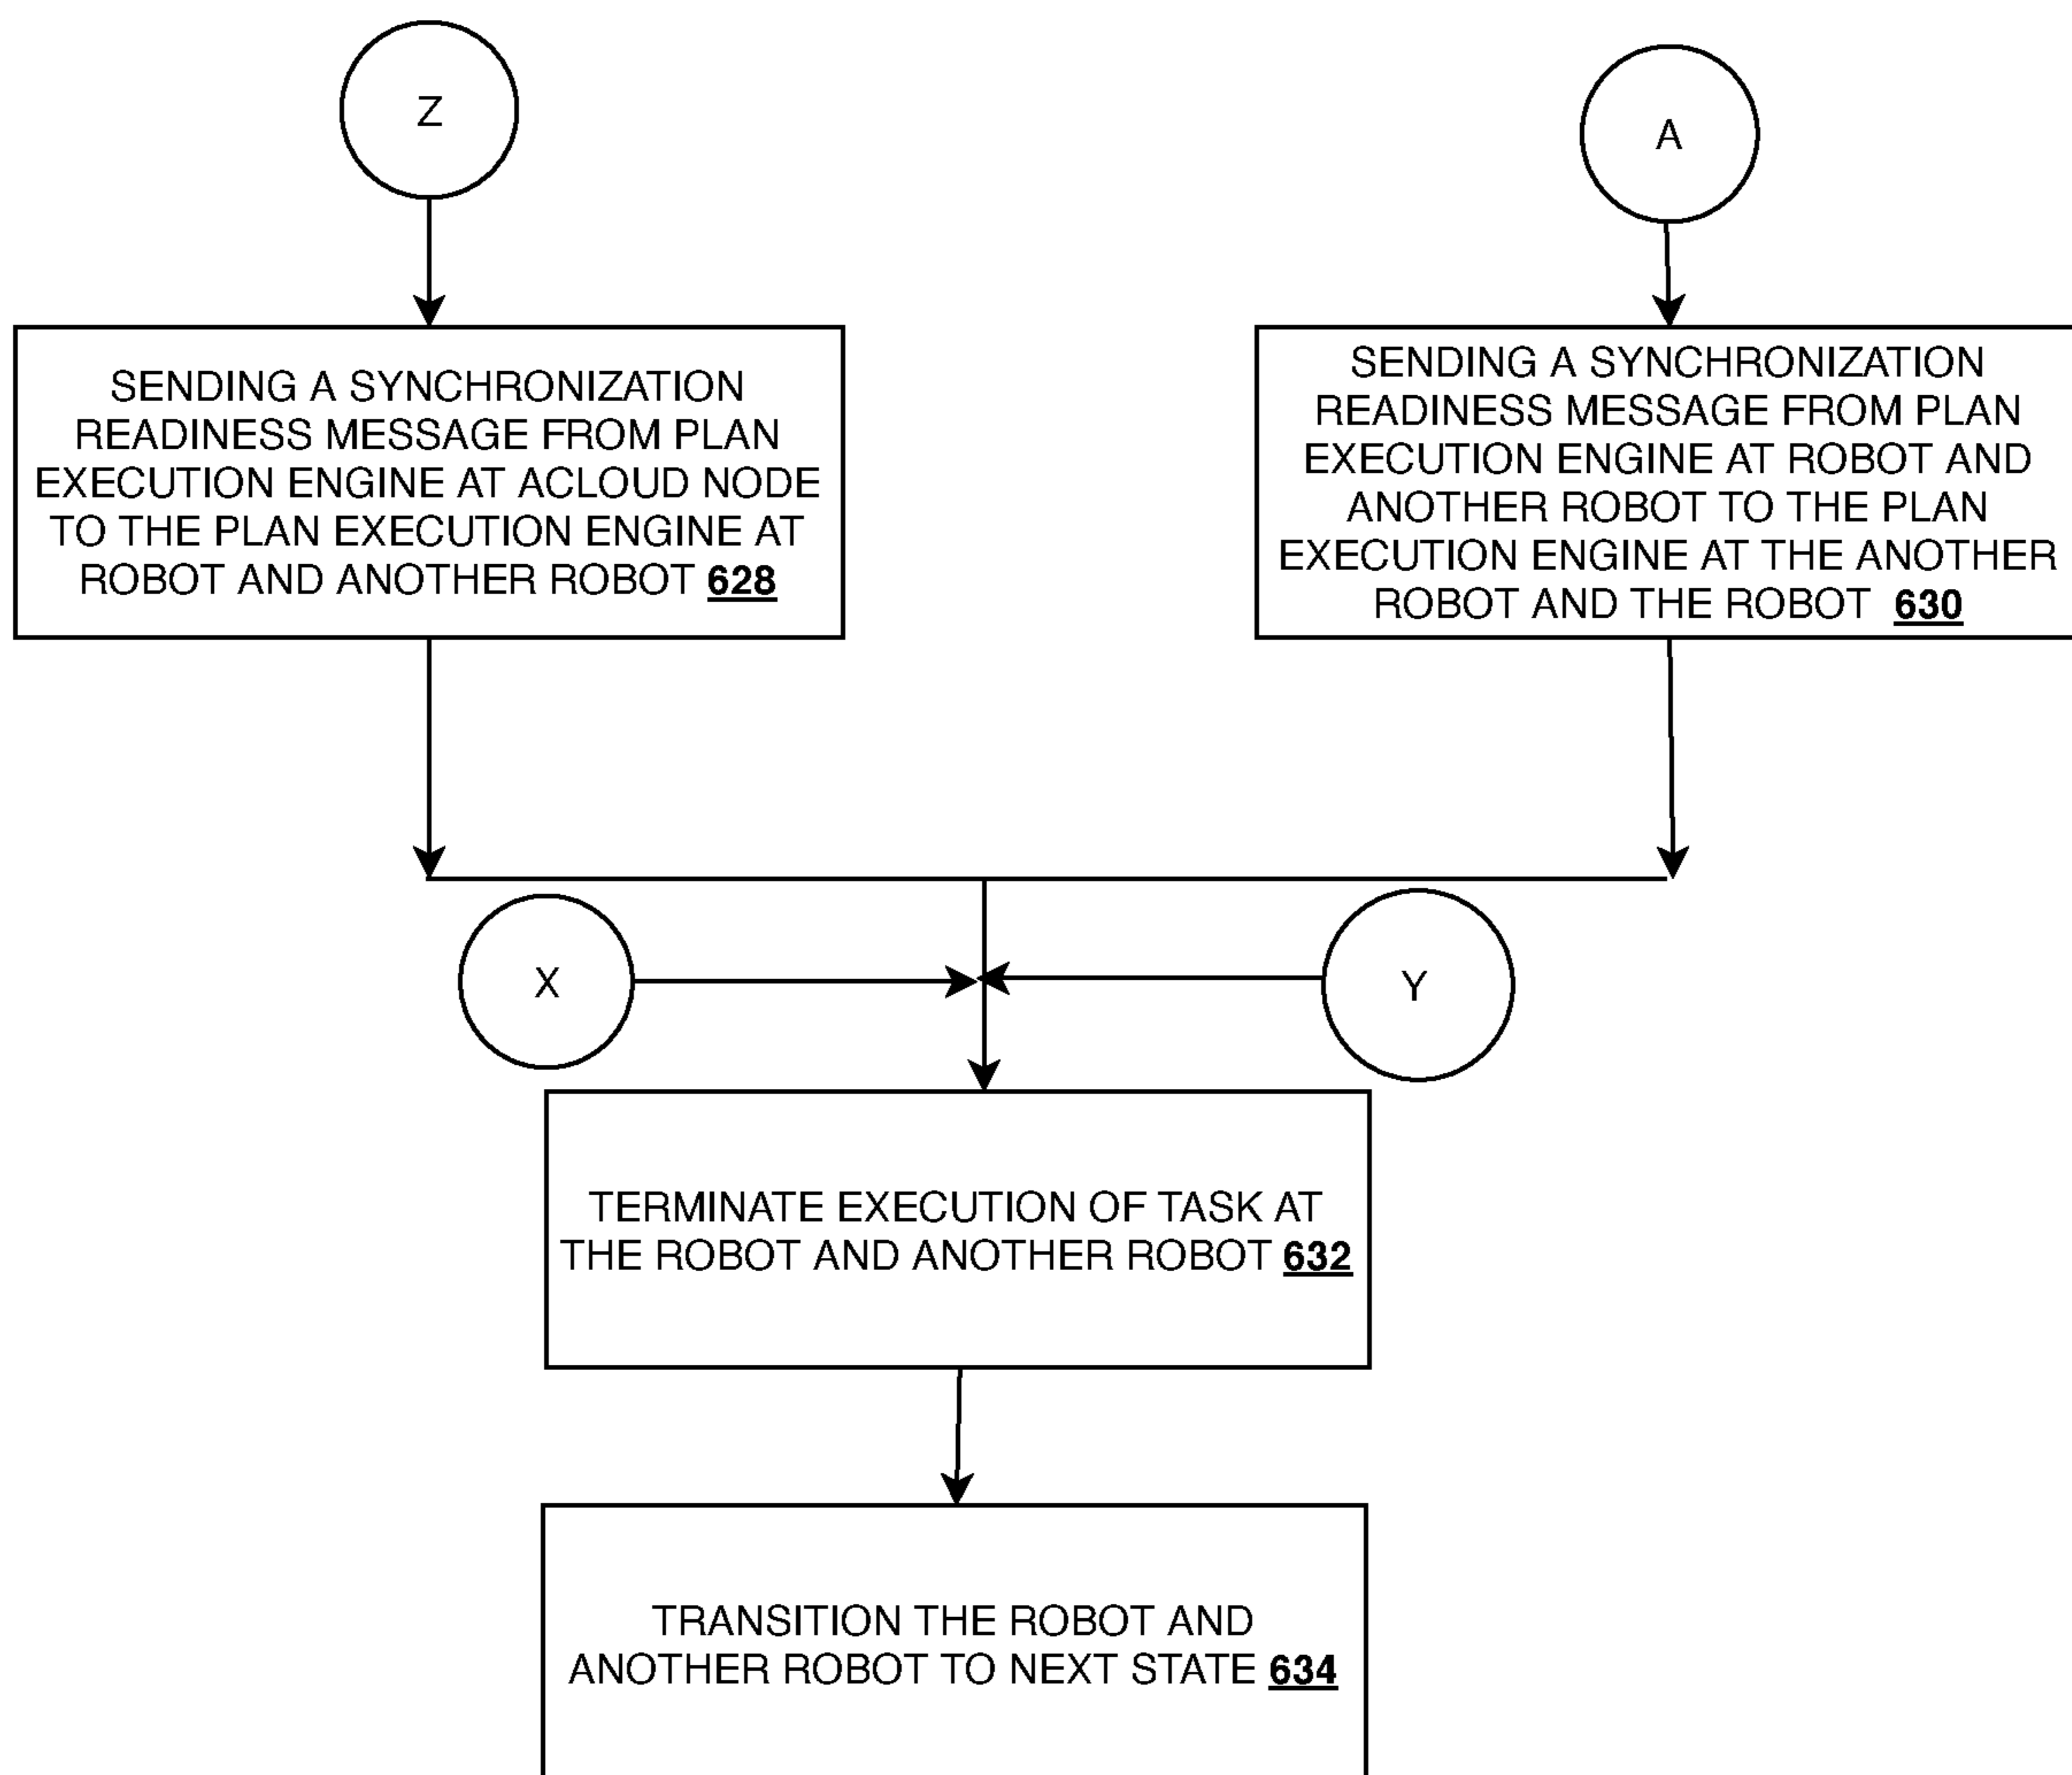 Z
A
SENDING A SYNCHRONIZATION
READINESS MESSAGE FROM PLAN
EXECUTION ENGINE AT ACLOUD NODE
TO THE PLAN EXECUTION ENGINE AT
ROBOT AND ANOTHER ROBOT 628
SENDING A SYNCHRONIZATION
READINESS MESSAGE FROM PLAN
EXECUTION ENGINE AT ROBOT AND
ANOTHER ROBOT TO THE PLAN
EXECUTION ENGINE AT THE ANOTHER
ROBOT AND THE ROBOT 630
X
Y
TERMINATE EXECUTION OF TASK AT
THE ROBOT AND ANOTHER ROBOT 632
TRANSITION THE ROBOT AND
ANOTHER ROBOT TO NEXT STATE 634